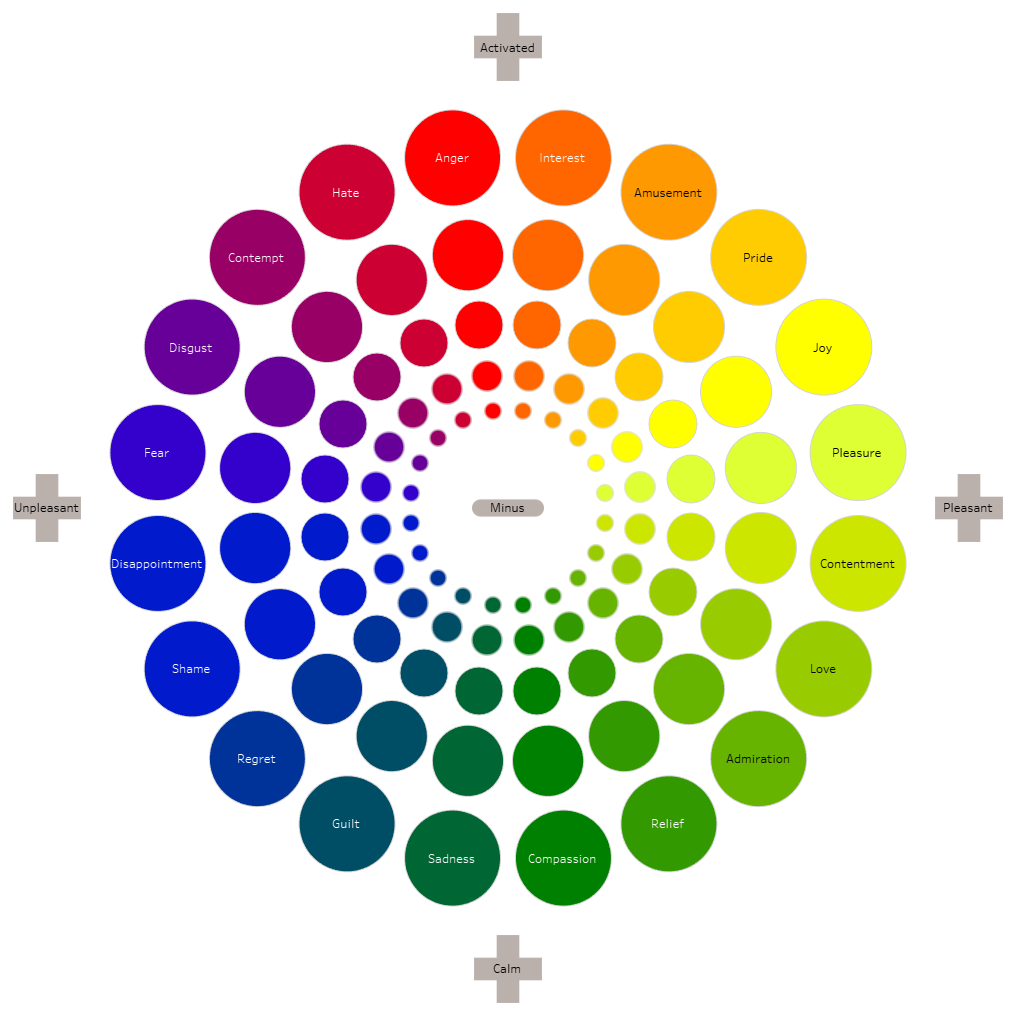 Activated
Anger
Interest
Hate
Amusement
Contempt
Pride
Disgust
Joy
Fear
Pleasure
Unpleasant
Minus
Pleasant
Disappointment
Contentment
Shame
Love
Regret
Admiration
Guilt
Relief
Sadness
Compassion
Calm